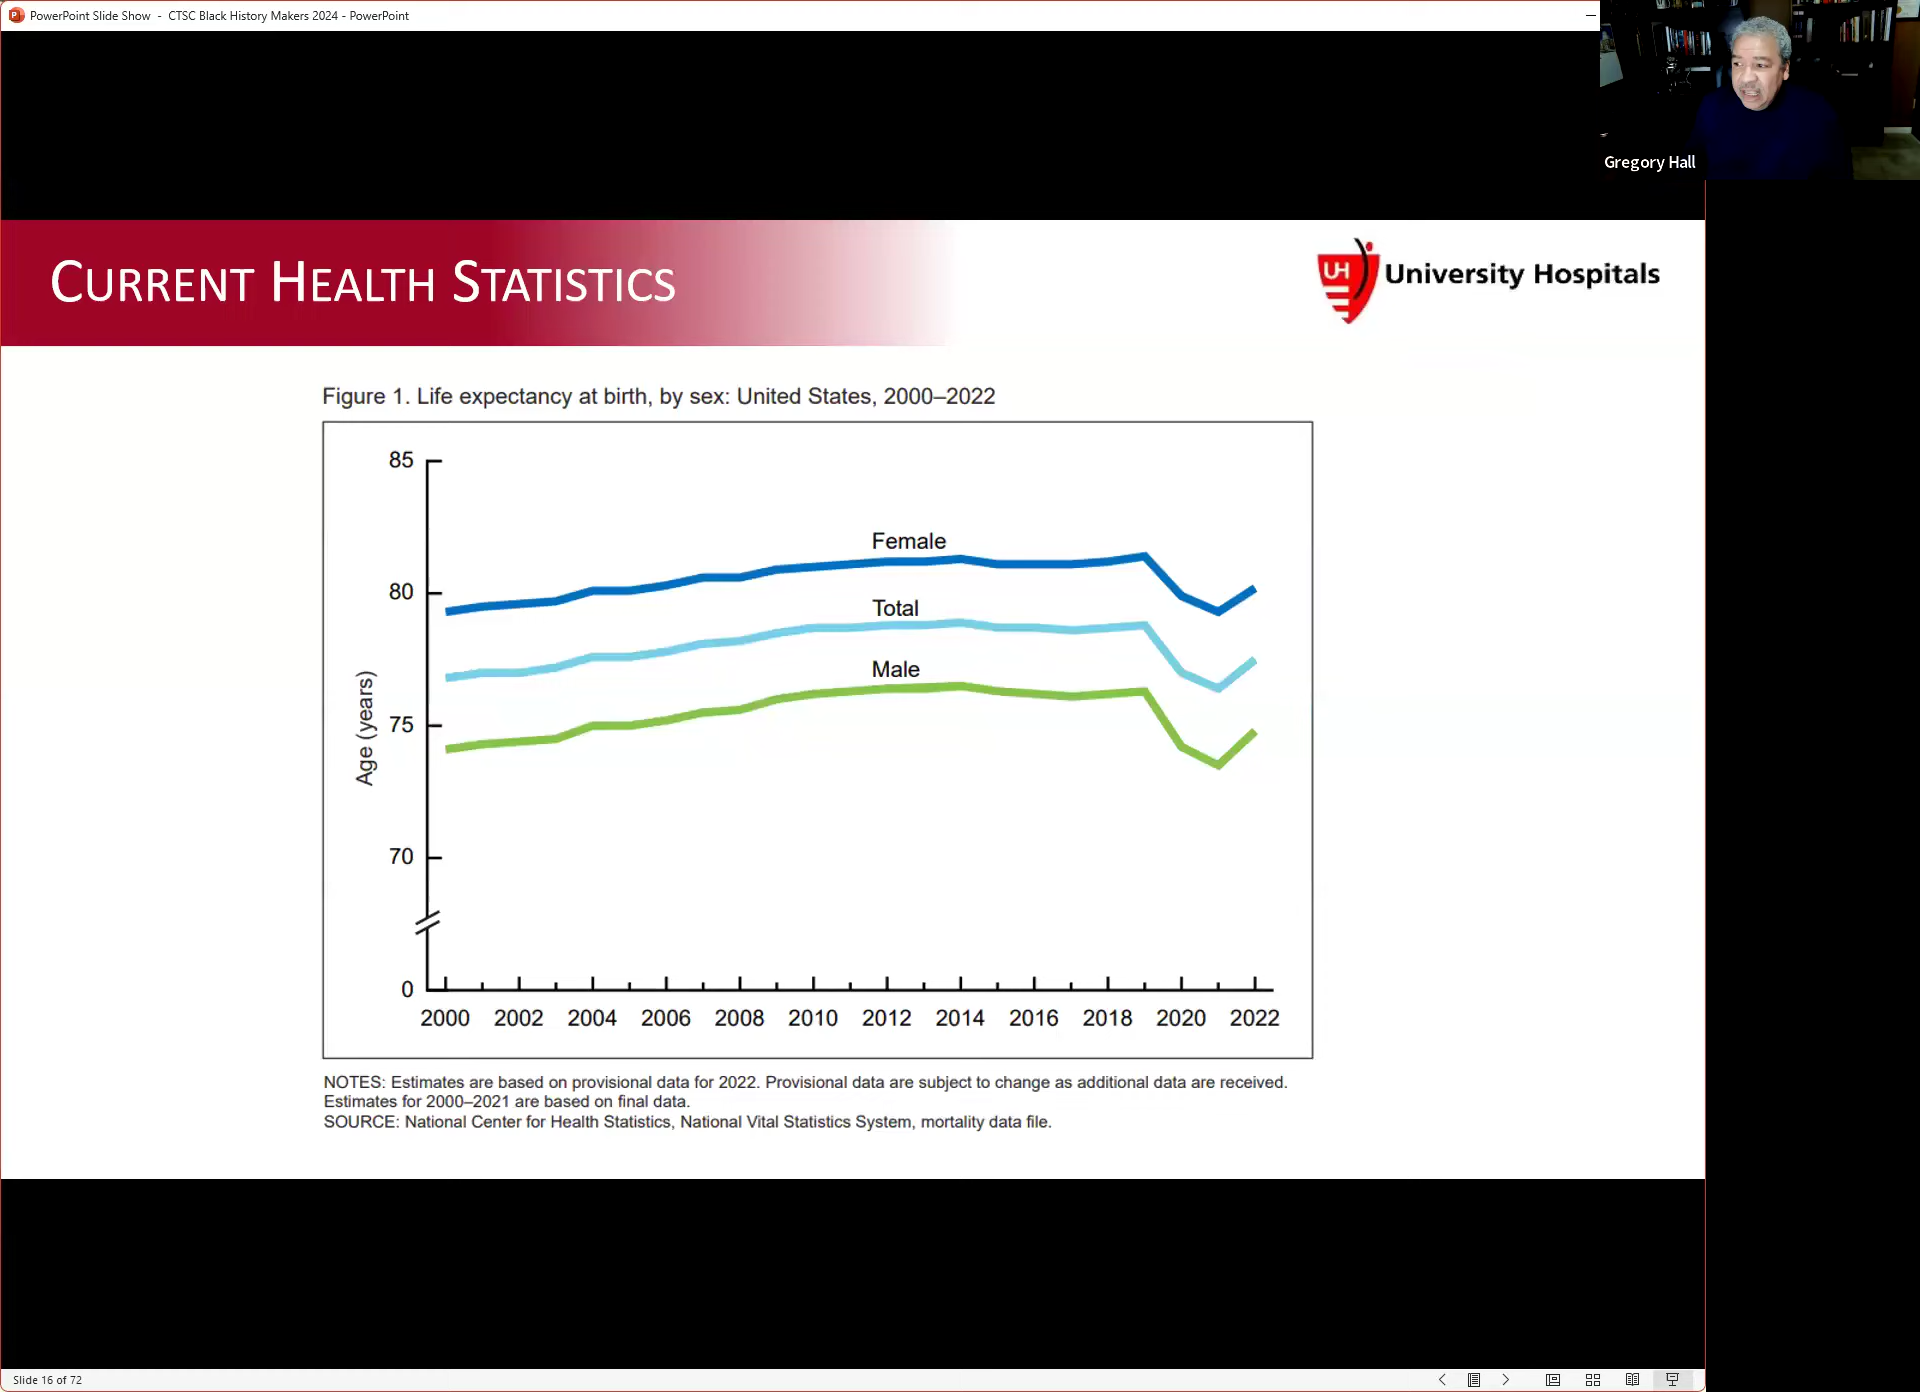 PowerPoint Slide Show - CTSC Black History Makers 2024 - PowerPoint
Gregory Hall
CURRENT HEALTH STATISTICS
UH University Hospitals
Figure 1. Life expectancy at birth, by sex: United States, 2000–2022
85
80
75
70
0
Age (years)
Female
Total
Male
2000 2002 2004 2006 2008 2010 2012 2014 2016 2018 2020 2022
NOTES: Estimates are based on provisional data for 2022. Provisional data are subject to change as additional data are received.
Estimates for 2000–2021 are based on final data.
SOURCE: National Center for Health Statistics, National Vital Statistics System, mortality data file.
Slide 16 of 72